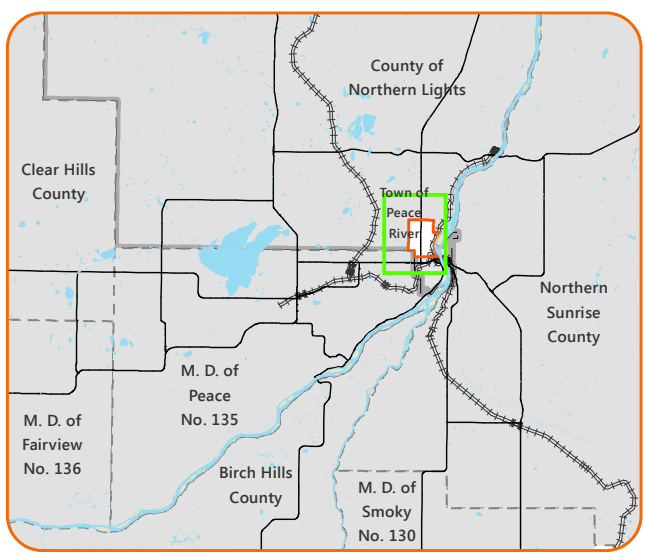 County of
Northern Lights
Clear Hills
County
Town of
Peace
River
Northern
Sunrise
County
M. D. of
Peace
No. 135
M. D. of
Fairview
No. 136
Birch Hills
County
M. D. of
Smoky
No. 130